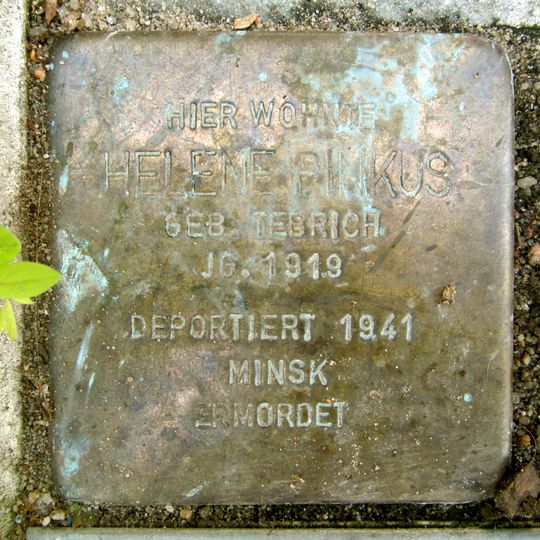 HIER WOHNTE
HELENE PINKUS
GEB. TEBRICH
JG. 1919
DEPORTIERT 1941
MINSK
ERMORDET